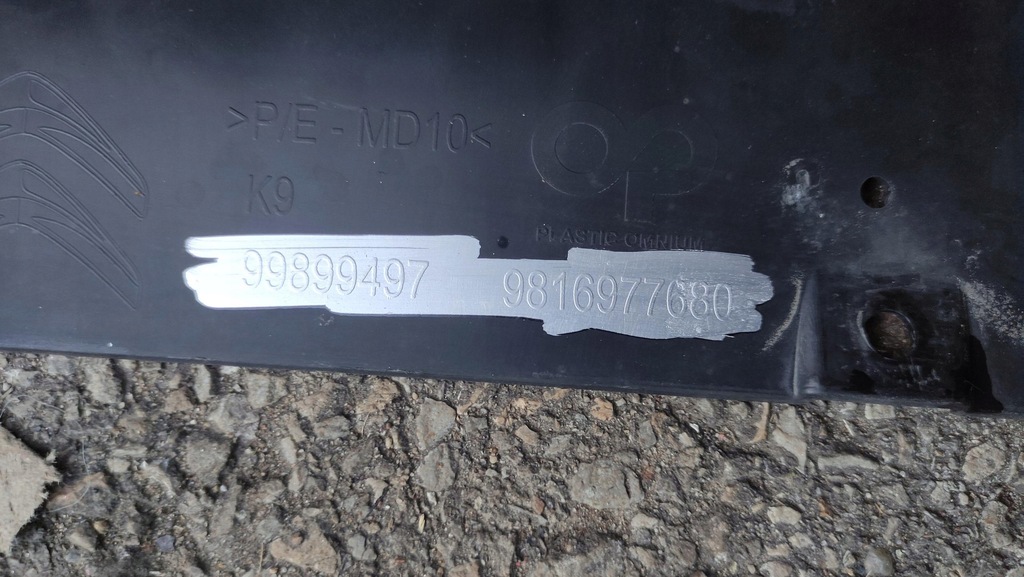 >P/E - MD10<
K9
PLASTIC OMNIUM
99899497 9816977680